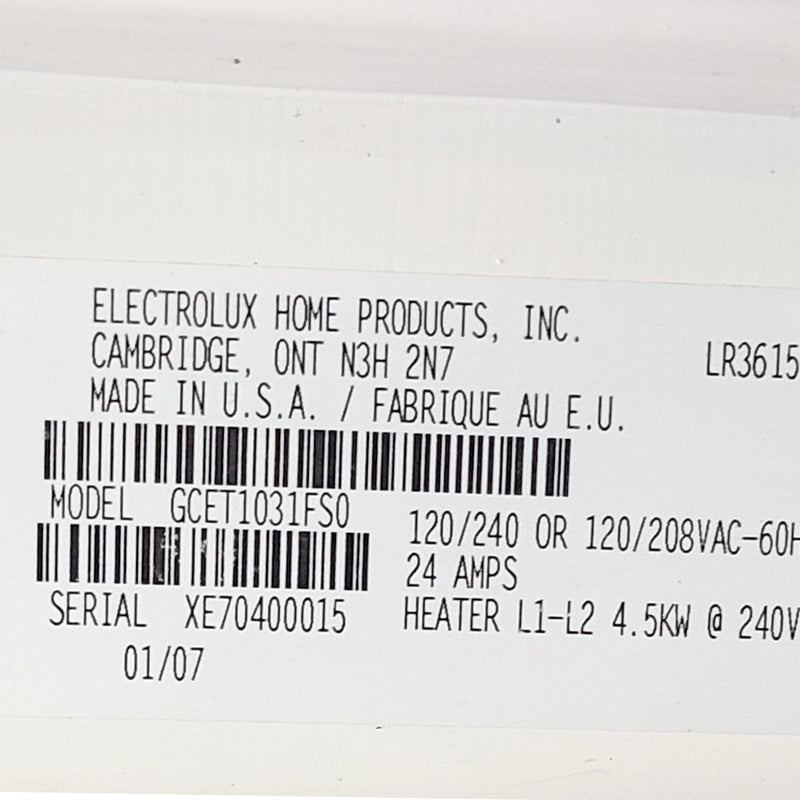 ELECTROLUX HOME PRODUCTS, INC.
CAMBRIDGE, ONT N3H 2N7
LR3615
MADE IN U.S.A. / FABRIQUE AU E.U.
MODEL GCET1031FS0
120/240 OR 120/208VAC-60H
24 AMPS
SERIAL XE70400015
HEATER L1-L2 4.5KW @ 240V
01/07